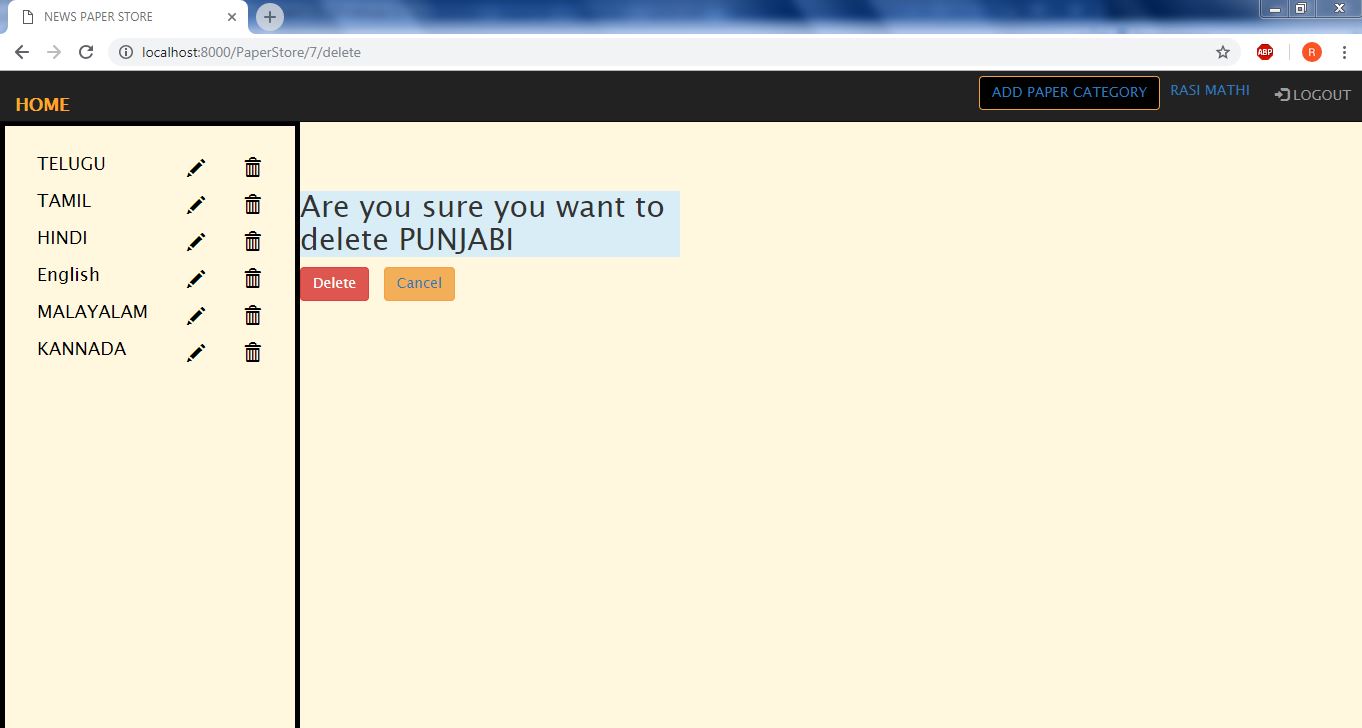 NEWS PAPER STORE
localhost:8000/PaperStore/7/delete
ABP
R
HOME
ADD PAPER CATEGORY
RASI MATHI
LOGOUT
TELUGU
TAMIL
HINDI
English
MALAYALAM
KANNADA
Are you sure you want to
delete PUNJABI
Delete
Cancel